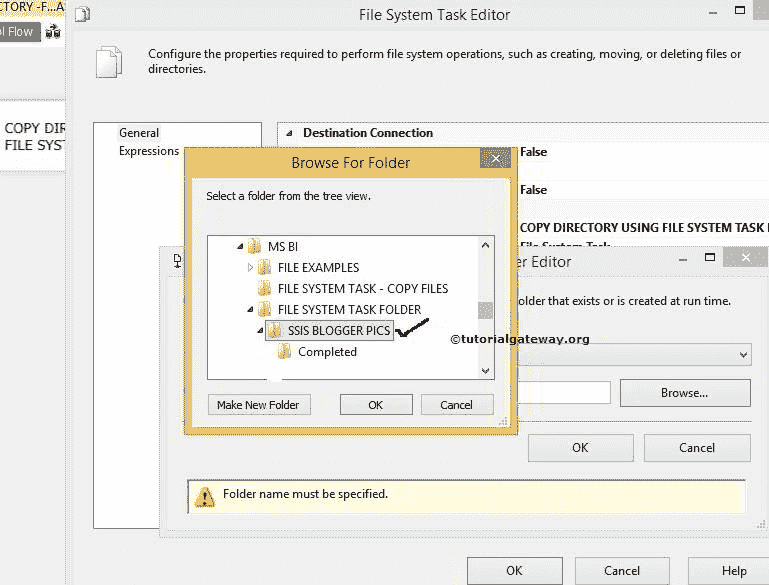 CTORY -F...A
File System Task Editor
l Flow
Configure the properties required to perform file system operations, such as creating, moving, or deleting files or
directories.
COPY DIR
FILE SYST
General
Expressions
Destination Connection
False
False
COPY DIRECTORY USING FILE SYSTEM TASK
File System Task
Browse For Folder
Select a folder from the tree view.
MS BI
FILE EXAMPLES
FILE SYSTEM TASK - COPY FILES
FILE SYSTEM TASK FOLDER
SSIS BLOGGER PICS
Completed
Make New Folder
OK
Cancel
er Editor
older that exists or is created at run time.
©tutorialgateway.org
Browse...
OK
Cancel
Folder name must be specified.
OK
Cancel
Help